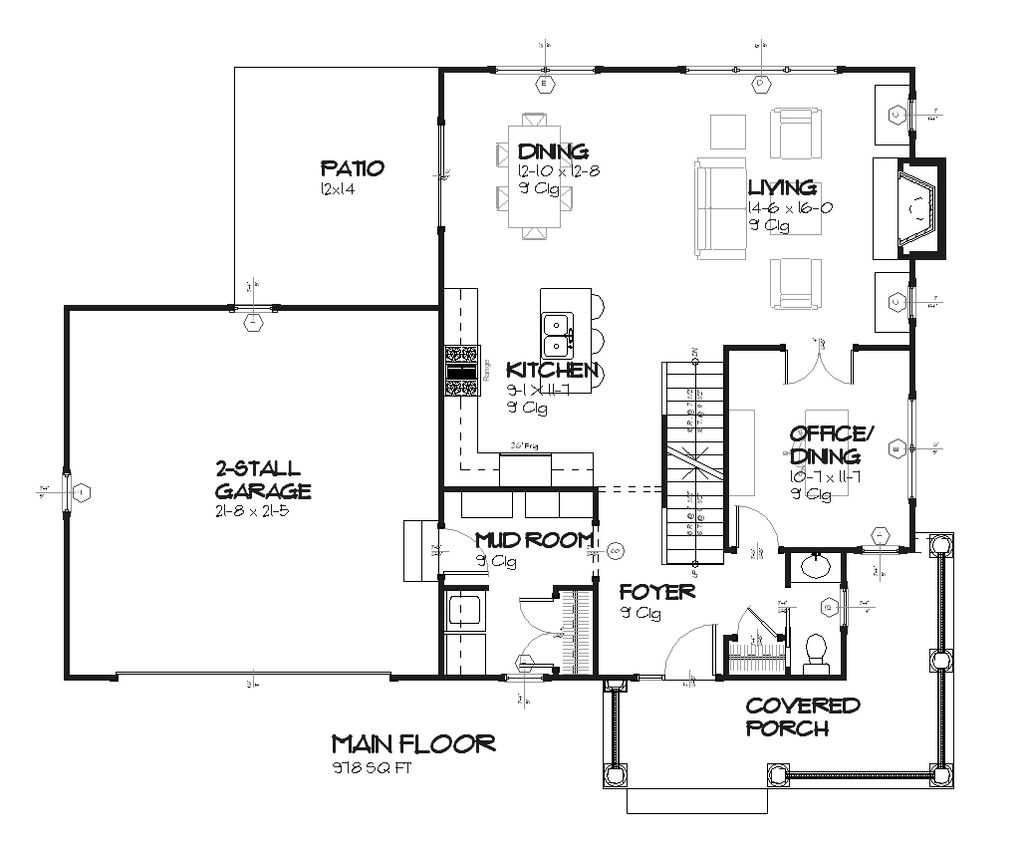 PATIO
12x14
DINING
12-10 x 12-8
9' Clg
LIVING
14-6 x 16-0
9' Clg
KITCHEN
9-1 x 11-7
9' Clg
Range
36" Frig
DN
UP
OFFICE/
DINING
10-7 x 11-7
9' Clg
2-STALL
GARAGE
21-8 x 21-5
MUD ROOM
9' Clg
FOYER
9' Clg
COVERED
PORCH
MAIN FLOOR
978 SQ FT